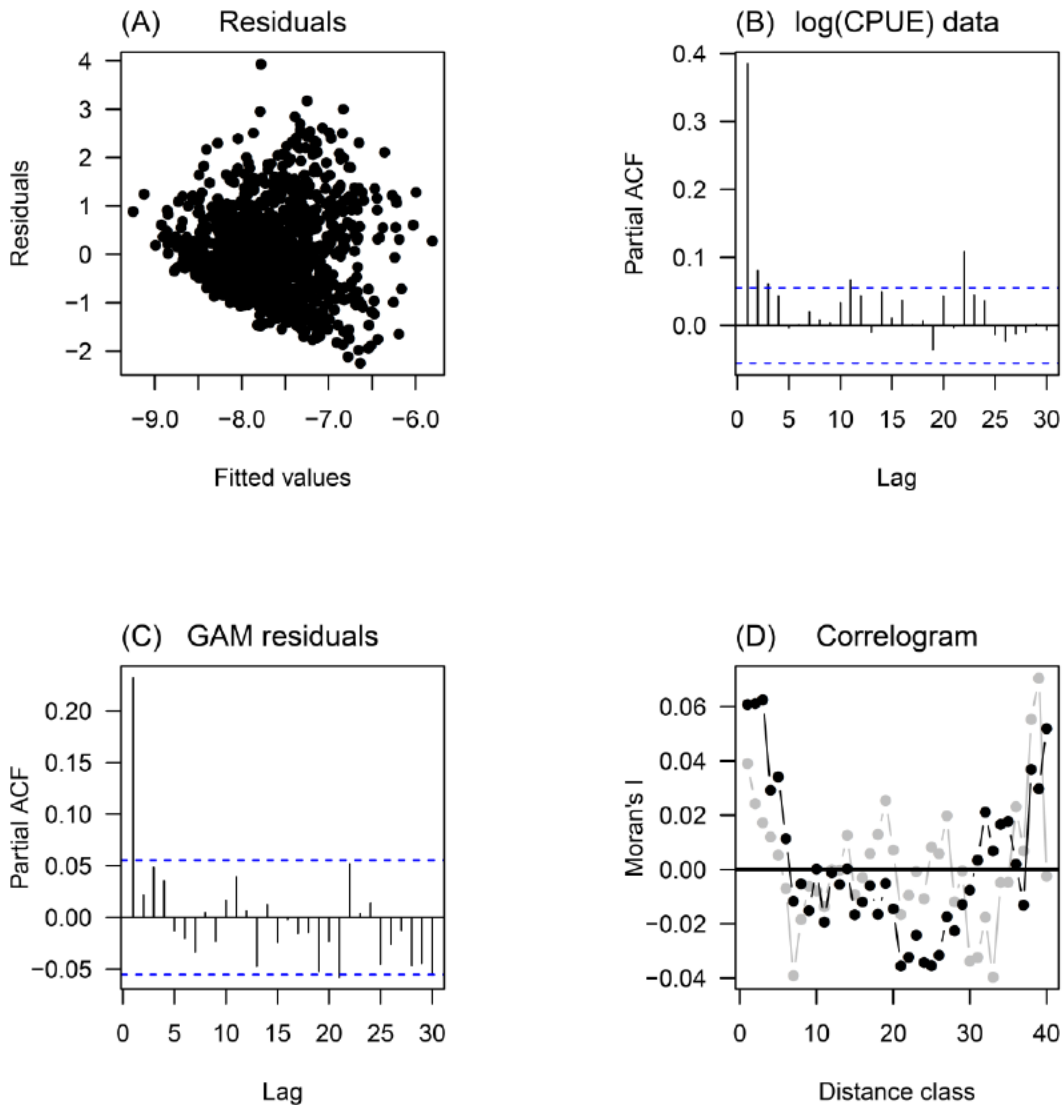 (A) Residuals
Residuals
4
3
2
1
0
−1
−2
−9.0 −8.0 −7.0 −6.0
Fitted values
(B) log(CPUE) data
Partial ACF
0.4
0.3
0.2
0.1
0.0
0 5 10 15 20 25 30
Lag
(C) GAM residuals
Partial ACF
0.20
0.15
0.10
0.05
0.00
−0.05
0 5 10 15 20 25 30
Lag
(D) Correlogram
Moran's I
0.06
0.04
0.02
0.00
−0.02
−0.04
0 10 20 30 40
Distance class